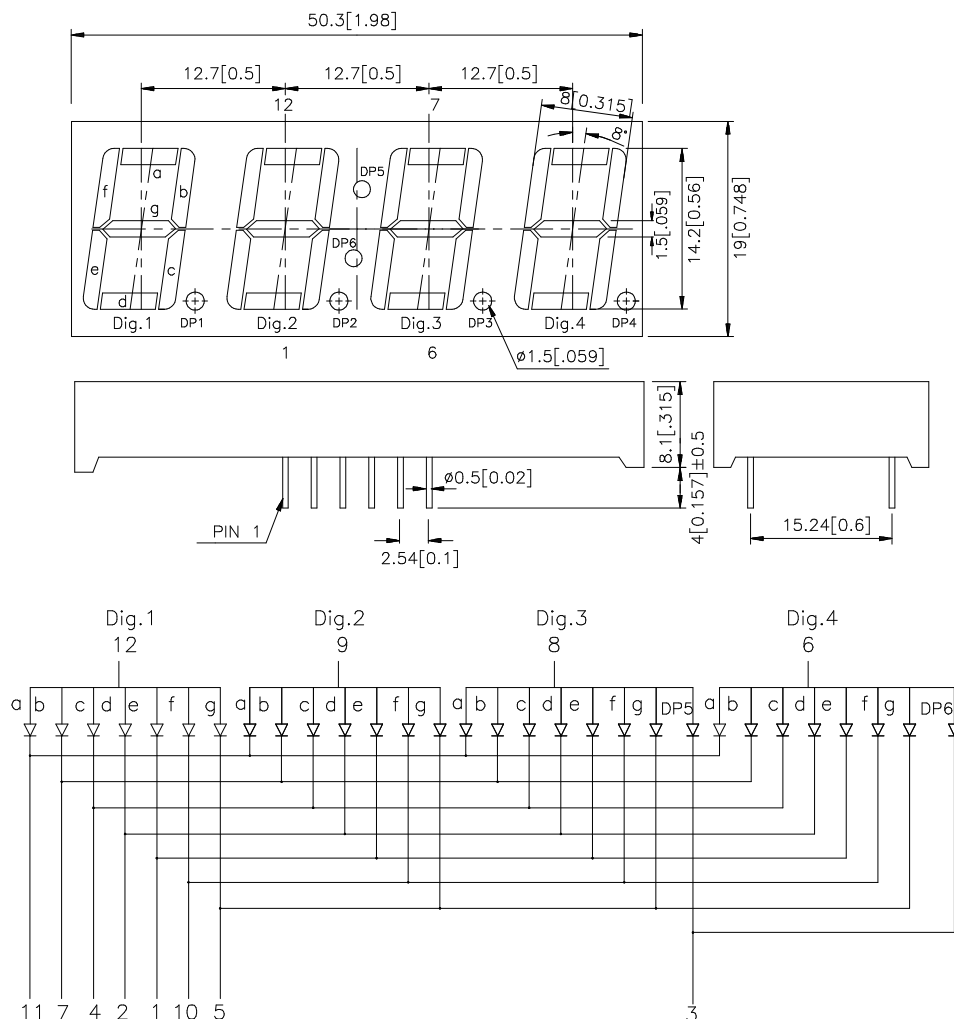 50.3[1.98]
12.7[0.5] 12.7[0.5] 12.7[0.5]
12 7 8[0.315]
8°
a DP5
f b
g
DP6
e c
d
1.5[.059]
14.2[0.56]
19[0.748]
Dig.1 DP1 Dig.2 DP2 Dig.3 DP3 Dig.4 DP4
1 6 ø1.5[.059]
8.1[.315]
4[0.157]±0.5
ø0.5[0.02]
PIN 1
2.54[0.1]
15.24[0.6]
Dig.1 Dig.2 Dig.3 Dig.4
12 9 8 6
a b c d e f g a b c d e f g a b c d e f g DP5 a b c d e f g DP6
11 7 4 2 1 10 5 3